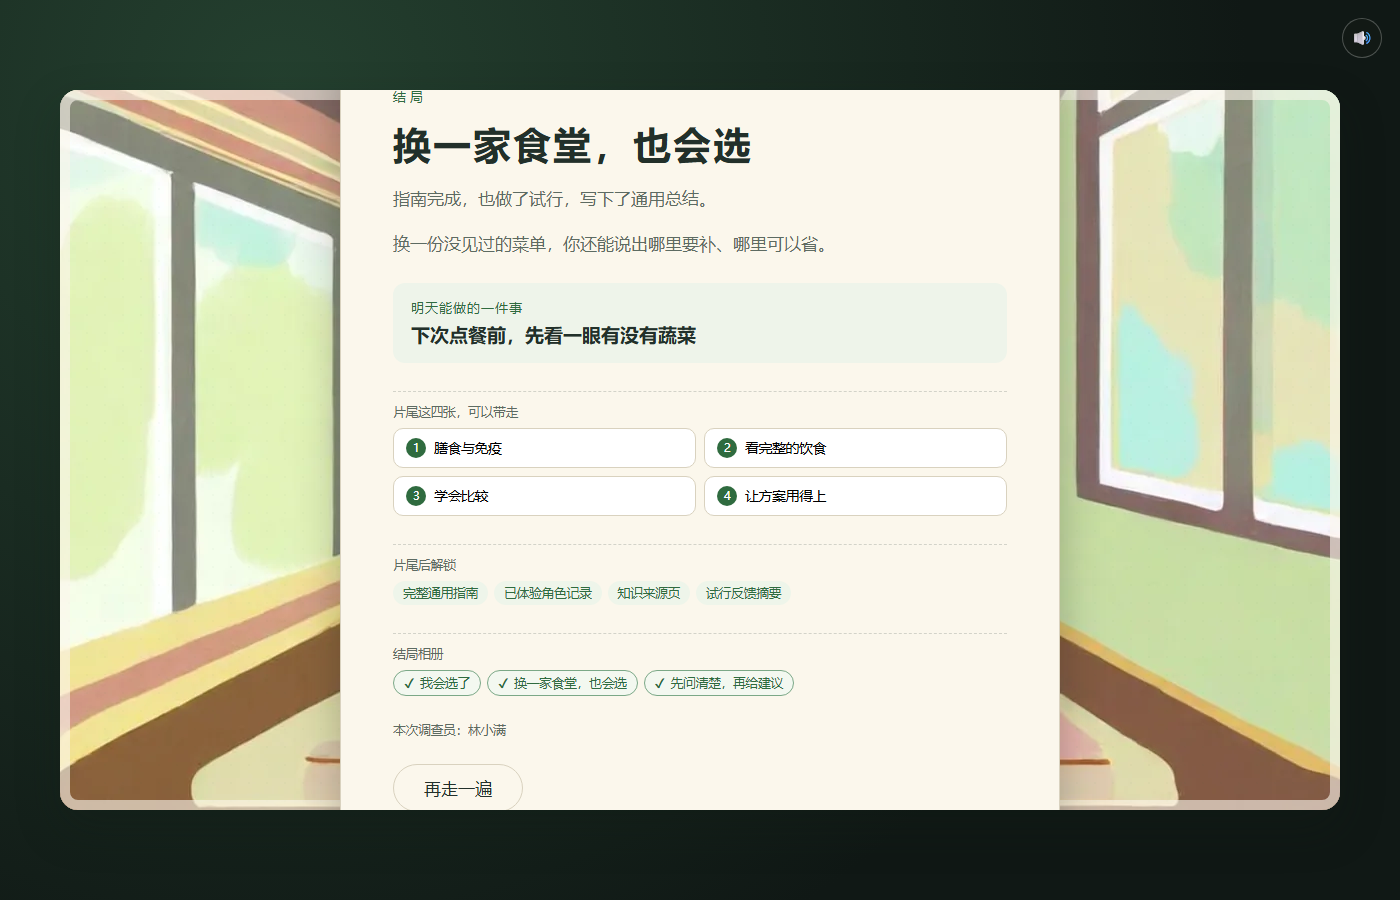 结局
换一家食堂，也会选
指南完成，也做了试行，写下了通用总结。
换一份没见过的菜单，你还能说出哪里要补、哪里可以省。
明天能做的一件事
下次点餐前，先看一眼有没有蔬菜
片尾这四张，可以带走
1 膳食与免疫
2 看完整的饮食
3 学会比较
4 让方案用得上
片尾后解锁
完整通用指南 已体验角色记录 知识来源页 试行反馈摘要
结局相册
✓ 我会选了 ✓ 换一家食堂，也会选 ✓ 先问清楚，再给建议
本次调查员：林小满
再走一遍